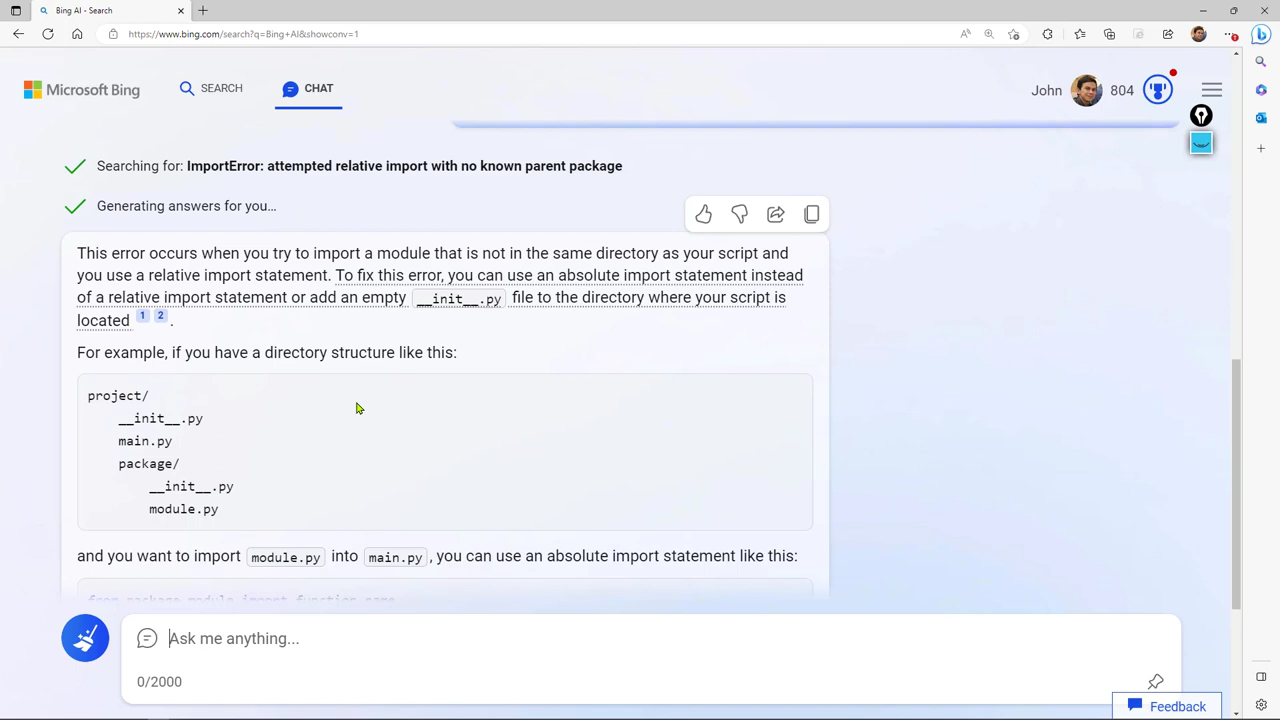 Bing AI - Search
https://www.bing.com/search?q=Bing+AI&showconv=1
Microsoft Bing
SEARCH
CHAT
John
804
Searching for: ImportError: attempted relative import with no known parent package
Generating answers for you...
This error occurs when you try to import a module that is not in the same directory as your script and
you use a relative import statement. To fix this error, you can use an absolute import statement instead
of a relative import statement or add an empty __init__.py file to the directory where your script is
located 1 2 .
For example, if you have a directory structure like this:
project/
__init__.py
main.py
package/
__init__.py
module.py
and you want to import module.py into main.py, you can use an absolute import statement like this:
from package.module import function_name
Ask me anything...
0/2000
Feedback